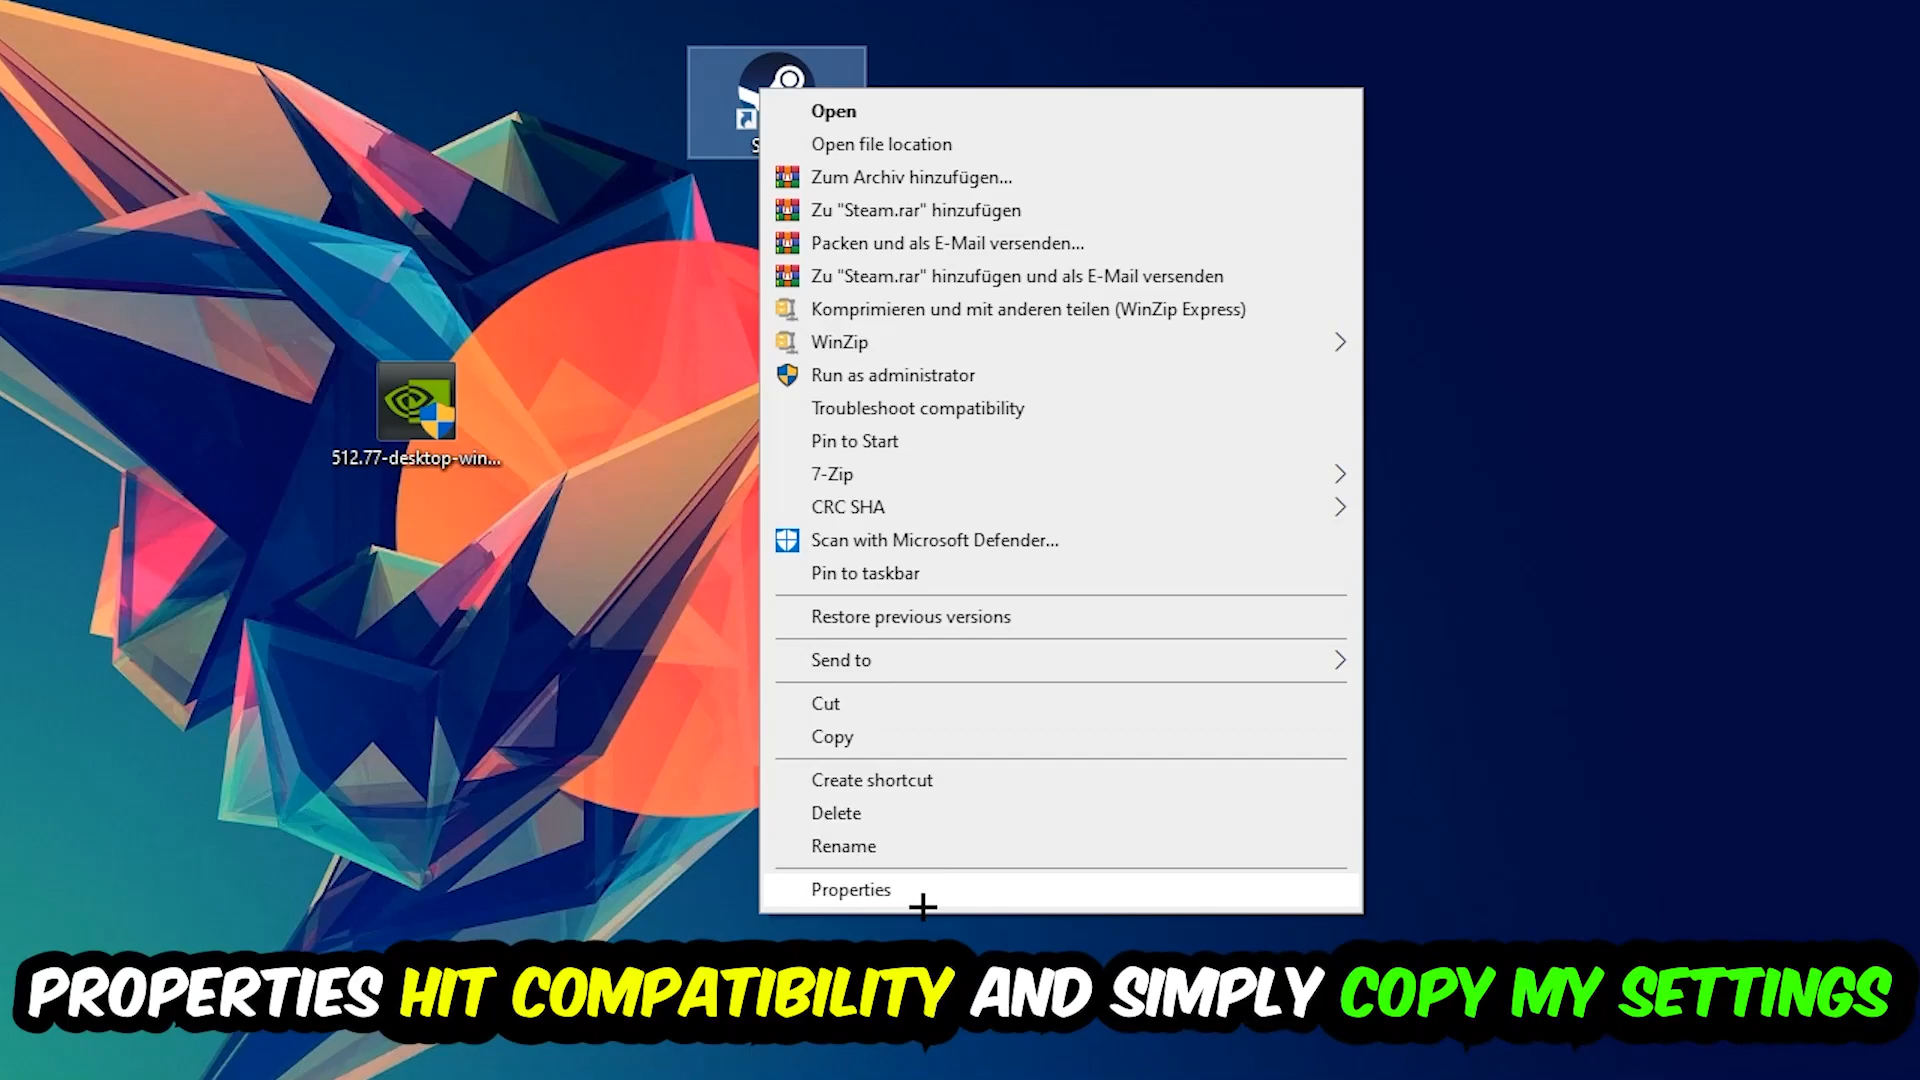 Open
Open file location
Zum Archiv hinzufügen...
Zu "Steam.rar" hinzufügen
Packen und als E-Mail versenden...
Zu "Steam.rar" hinzufügen und als E-Mail versenden
Komprimieren und mit anderen teilen (WinZip Express)
WinZip
Run as administrator
Troubleshoot compatibility
512.77-desktop-win...
Pin to Start
7-Zip
CRC SHA
Scan with Microsoft Defender...
Pin to taskbar
Restore previous versions
Send to
Cut
Copy
Create shortcut
Delete
Rename
Properties
PROPERTIES HIT COMPATIBILITY AND SIMPLY COPY MY SETTINGS